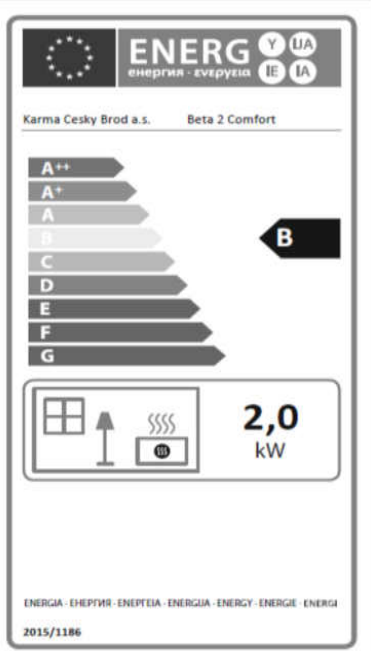 ENERG Y IJA
енергия · ενεργεια IE IA
Karma Cesky Brod a.s. Beta 2 Comfort
A++
A+
A
B
B
C
D
E
F
G
2,0
kW
ENERGIA · ЕНЕРГИЯ · ΕΝΕΡΓΕΙΑ · ENERGIJA · ENERGY · ENERGIE · ENERGI
2015/1186